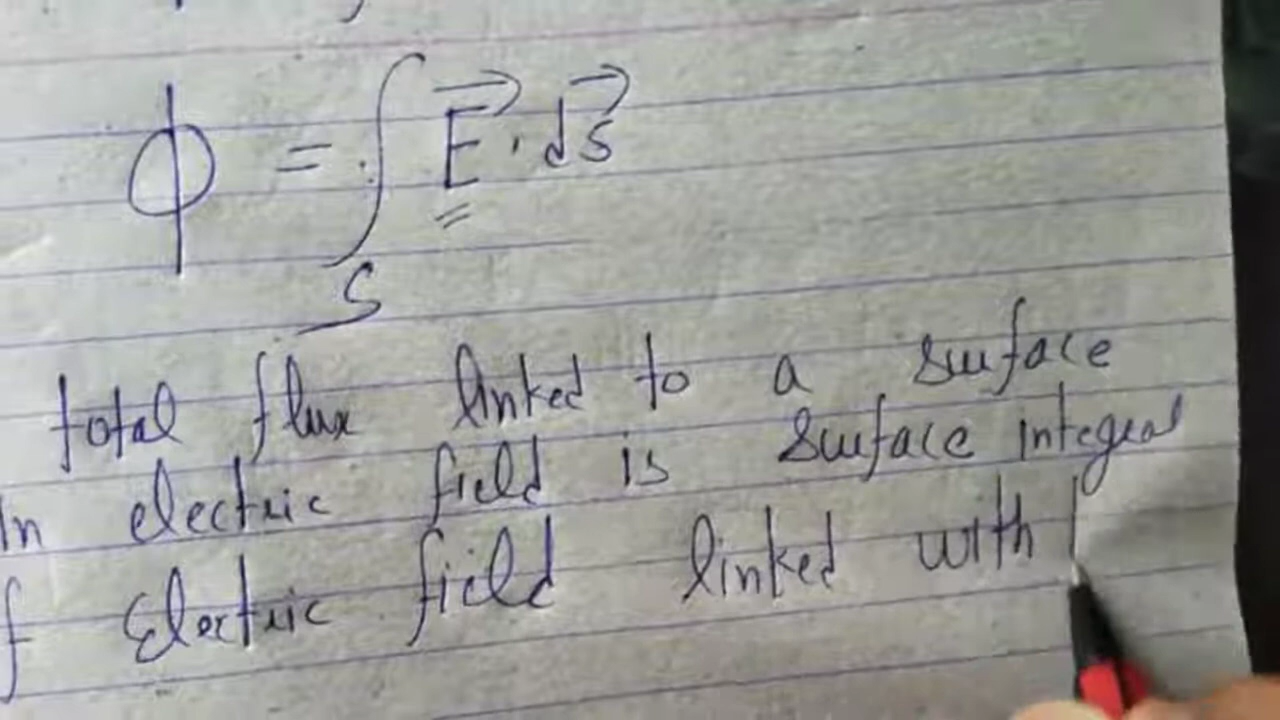 ϕ = ∫ E⃗ · ds⃗
S
total flux linked to a surface
In electric field is surface integral
f Electric field linked with